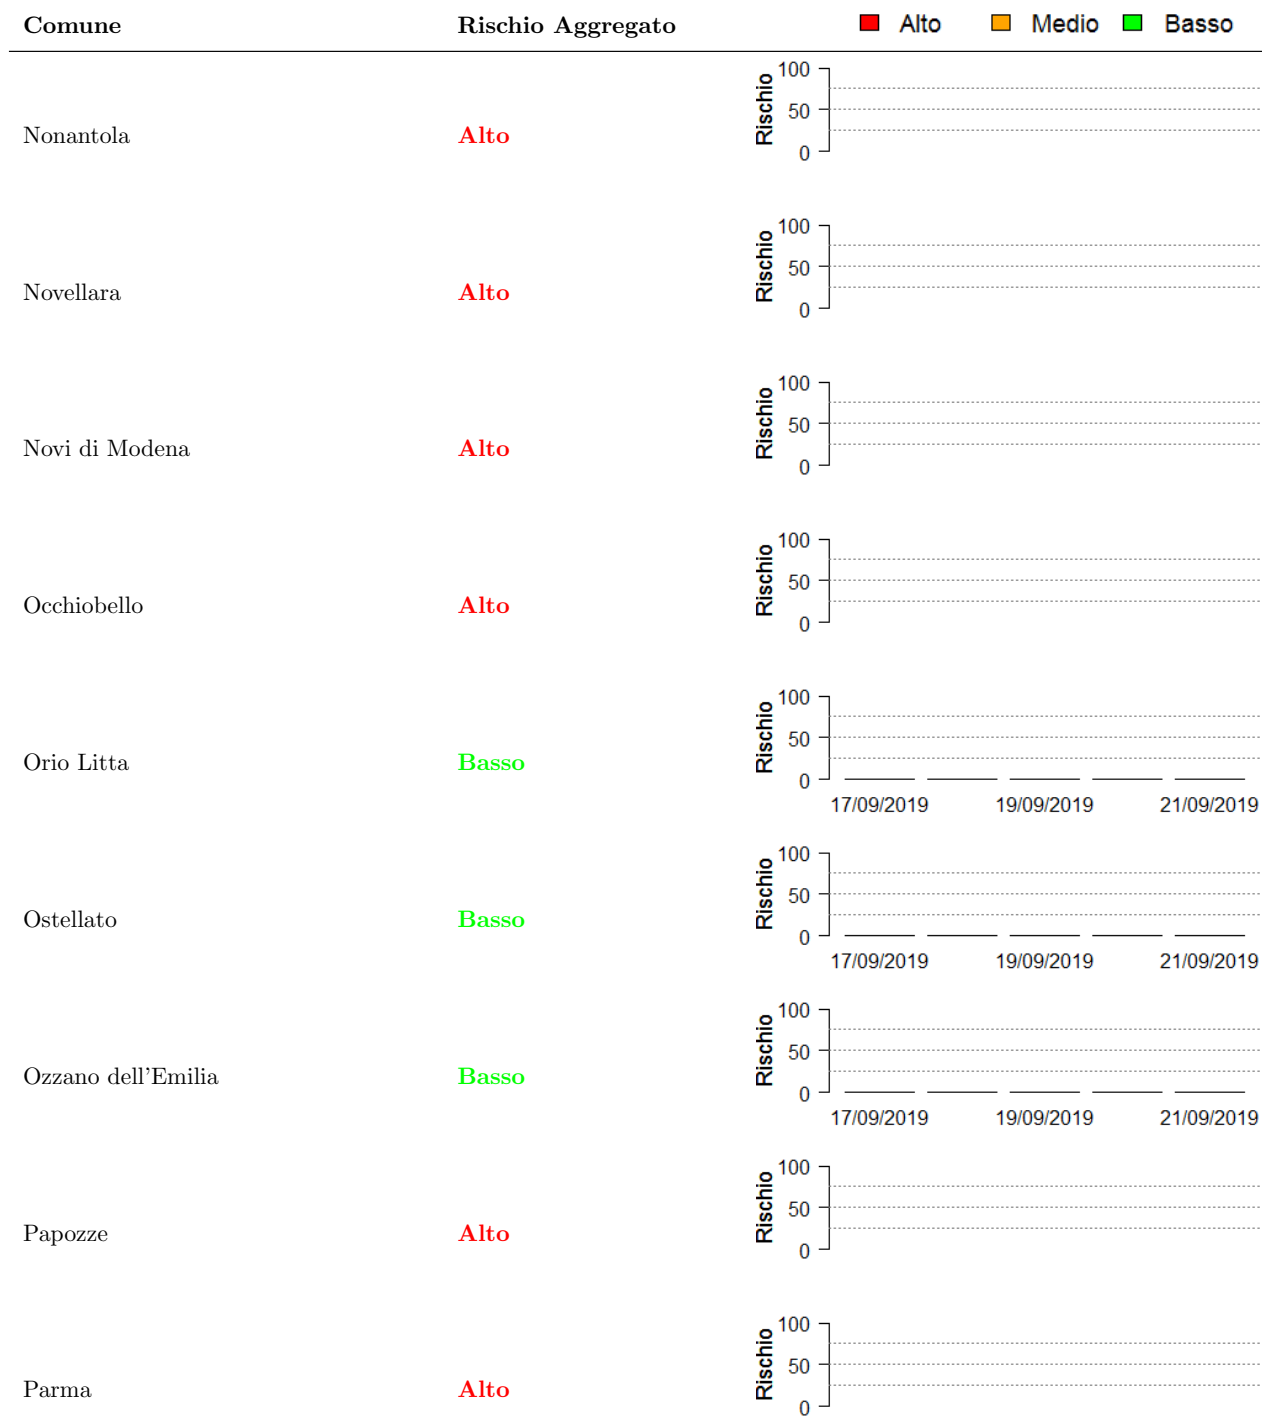 Comune Rischio Aggregato Alto Medio Basso
Nonantola Alto Rischio 100 50 0
Novellara Alto Rischio 100 50 0
Novi di Modena Alto Rischio 100 50 0
Occhiobello Alto Rischio 100 50 0
Orio Litta Basso Rischio 100 50 0
17/09/2019 19/09/2019 21/09/2019
Ostellato Basso Rischio 100 50 0
17/09/2019 19/09/2019 21/09/2019
Ozzano dell'Emilia Basso Rischio 100 50 0
17/09/2019 19/09/2019 21/09/2019
Papozze Alto Rischio 100 50 0
Parma Alto Rischio 100 50 0